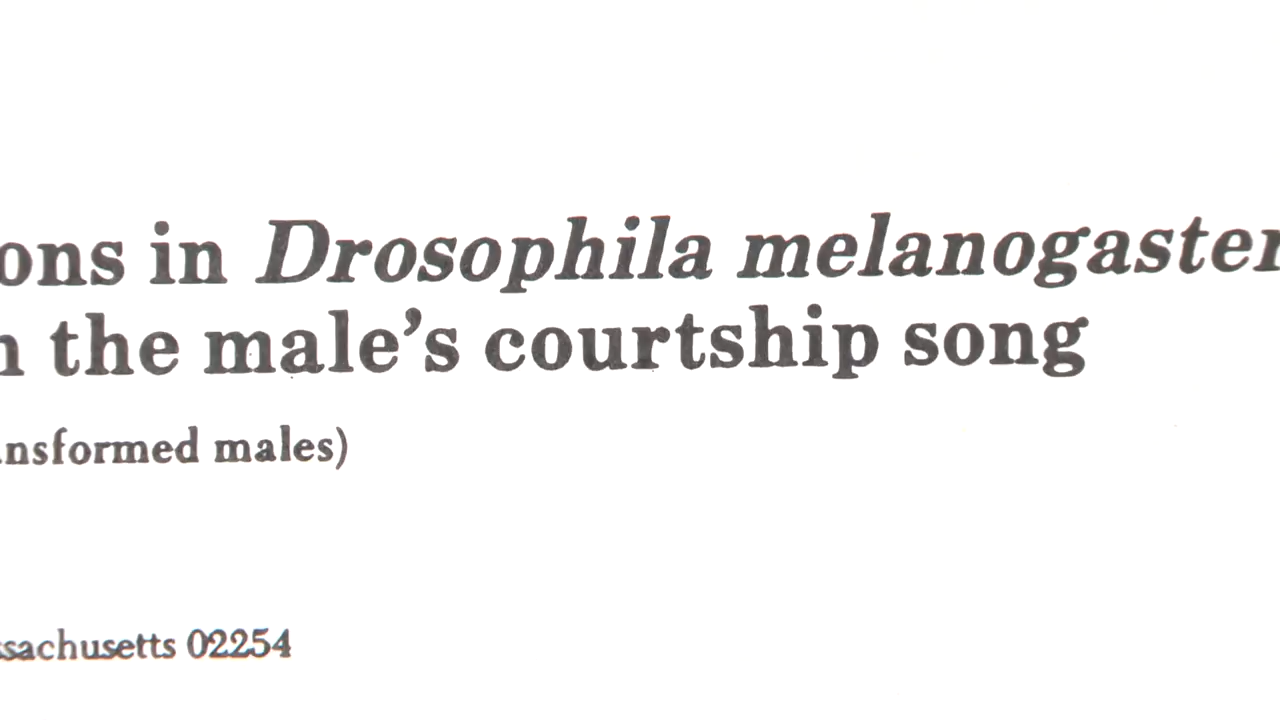 ons in Drosophila melanogaster
n the male's courtship song
nsformed males)
ssachusetts 02254